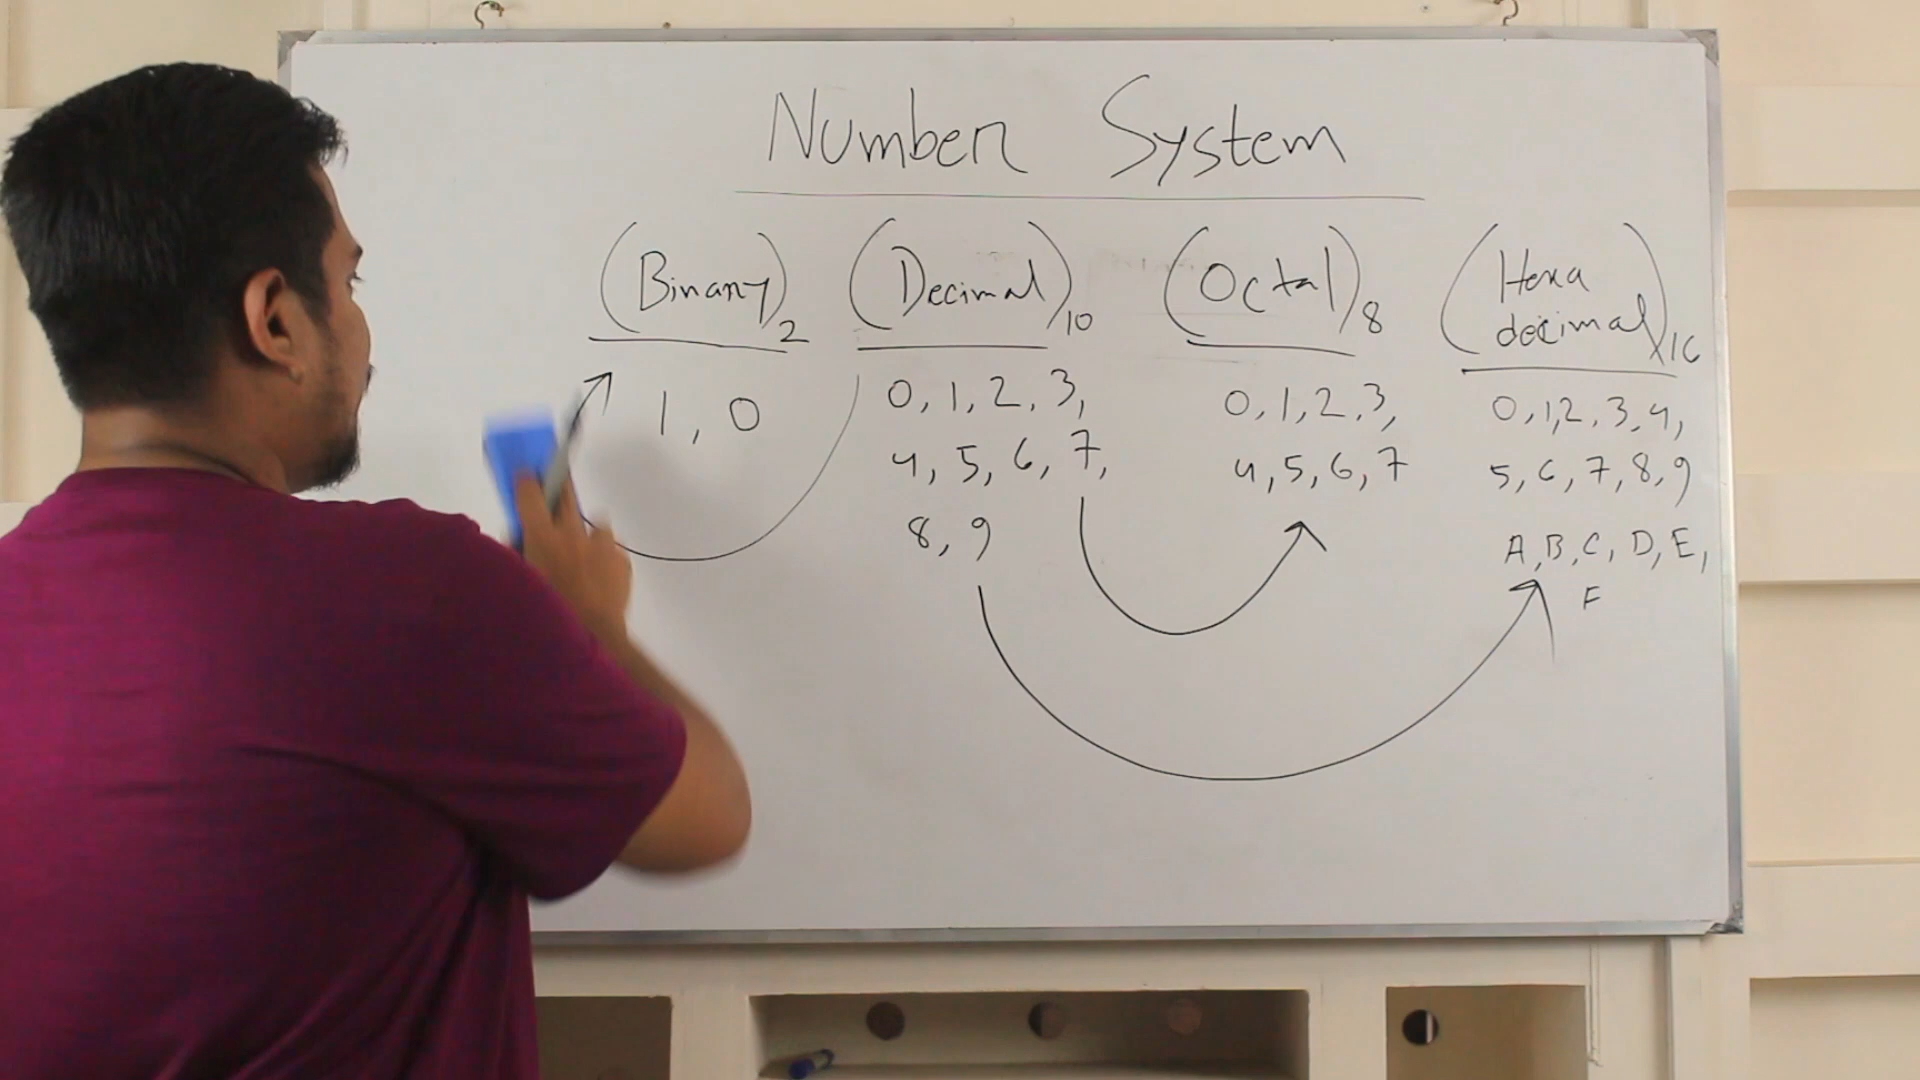 Number System
(Binary)2
1, 0
(Decimal)10
0, 1, 2, 3,
4, 5, 6, 7,
8, 9
(Octal)8
0, 1, 2, 3,
4, 5, 6, 7
(Hexa
decimal)16
0, 1, 2, 3, 4,
5, 6, 7, 8, 9
A, B, C, D, E,
F